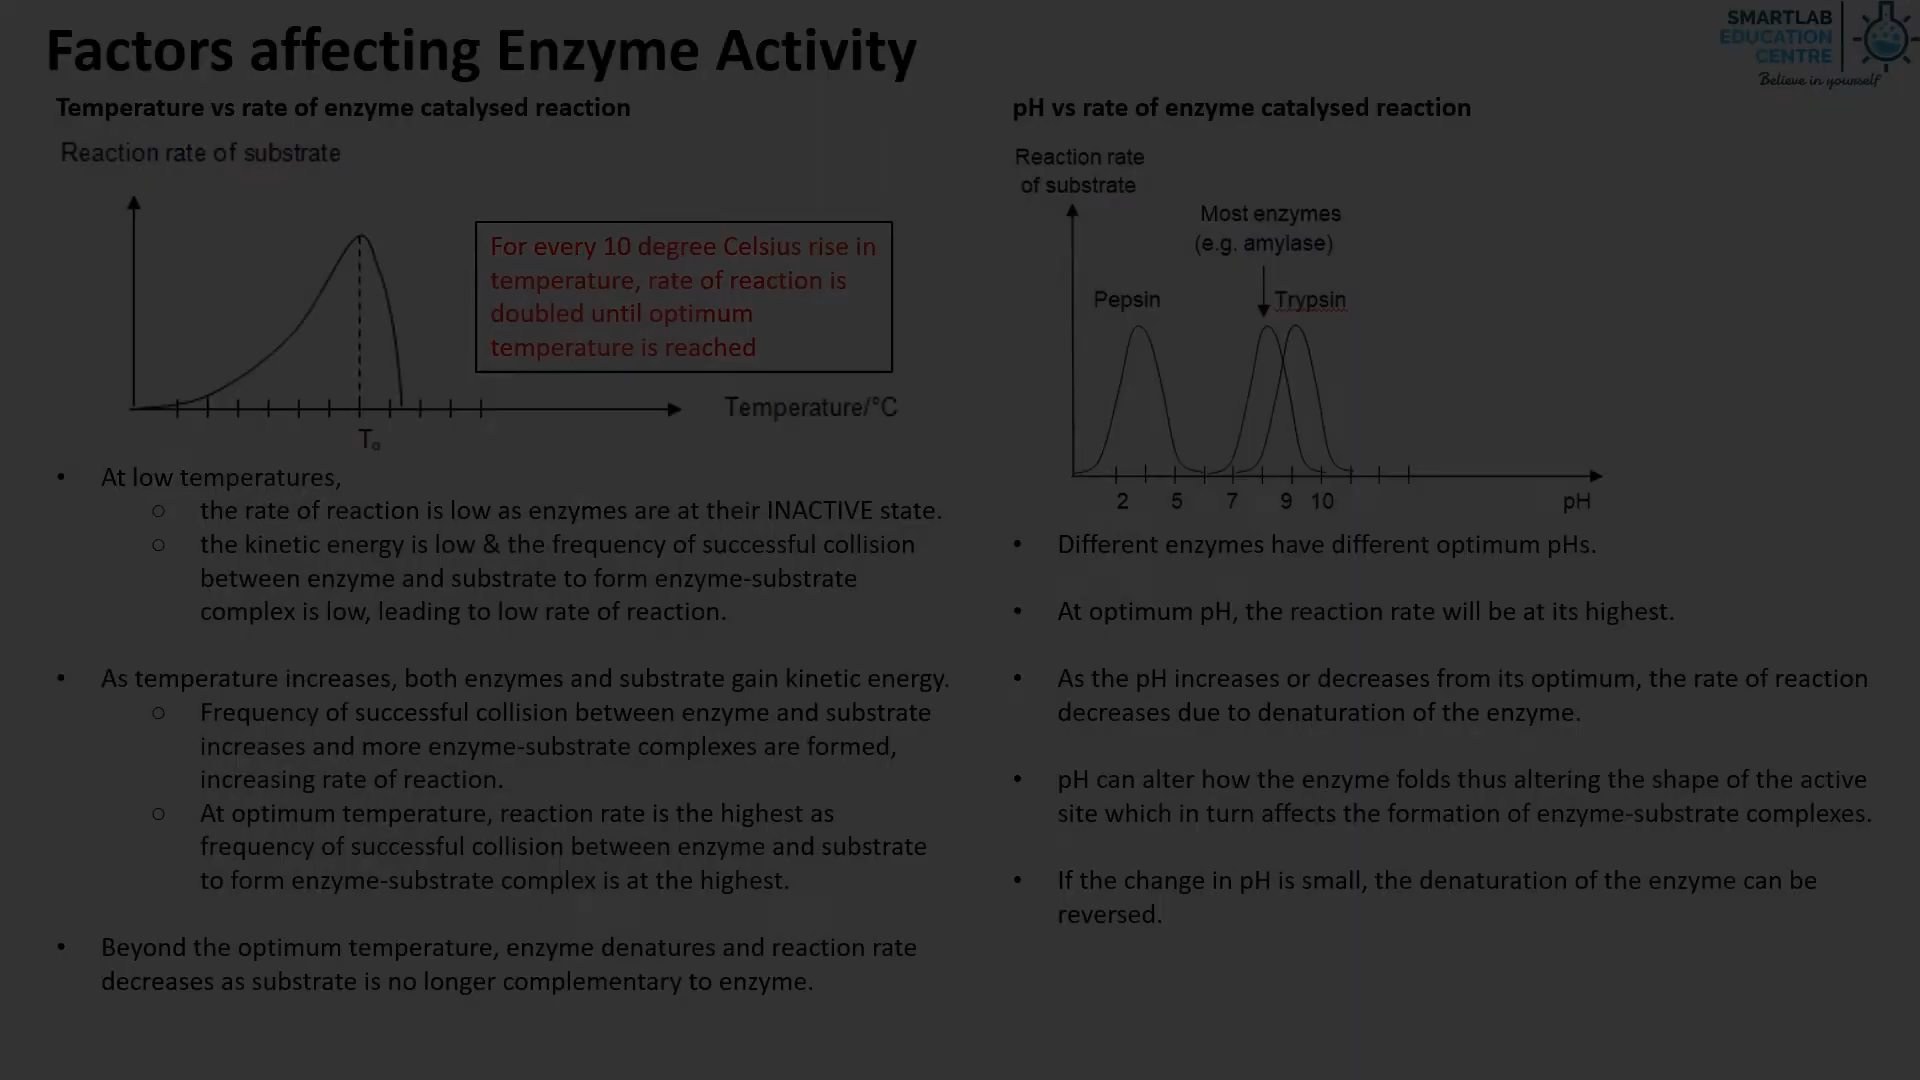 Factors affecting Enzyme Activity
SMARTLAB
EDUCATION
CENTRE
Believe in yourself
Temperature vs rate of enzyme catalysed reaction
Reaction rate of substrate
For every 10 degree Celsius rise in
temperature, rate of reaction is
doubled until optimum
temperature is reached
Temperature/°C
To
• At low temperatures,
○ the rate of reaction is low as enzymes are at their INACTIVE state.
○ the kinetic energy is low & the frequency of successful collision
between enzyme and substrate to form enzyme-substrate
complex is low, leading to low rate of reaction.
• As temperature increases, both enzymes and substrate gain kinetic energy.
○ Frequency of successful collision between enzyme and substrate
increases and more enzyme-substrate complexes are formed,
increasing rate of reaction.
○ At optimum temperature, reaction rate is the highest as
frequency of successful collision between enzyme and substrate
to form enzyme-substrate complex is at the highest.
• Beyond the optimum temperature, enzyme denatures and reaction rate
decreases as substrate is no longer complementary to enzyme.
pH vs rate of enzyme catalysed reaction
Reaction rate
of substrate
Most enzymes
(e.g. amylase)
Pepsin
Trypsin
2 5 7 9 10
pH
• Different enzymes have different optimum pHs.
• At optimum pH, the reaction rate will be at its highest.
• As the pH increases or decreases from its optimum, the rate of reaction
decreases due to denaturation of the enzyme.
• pH can alter how the enzyme folds thus altering the shape of the active
site which in turn affects the formation of enzyme-substrate complexes.
• If the change in pH is small, the denaturation of the enzyme can be
reversed.